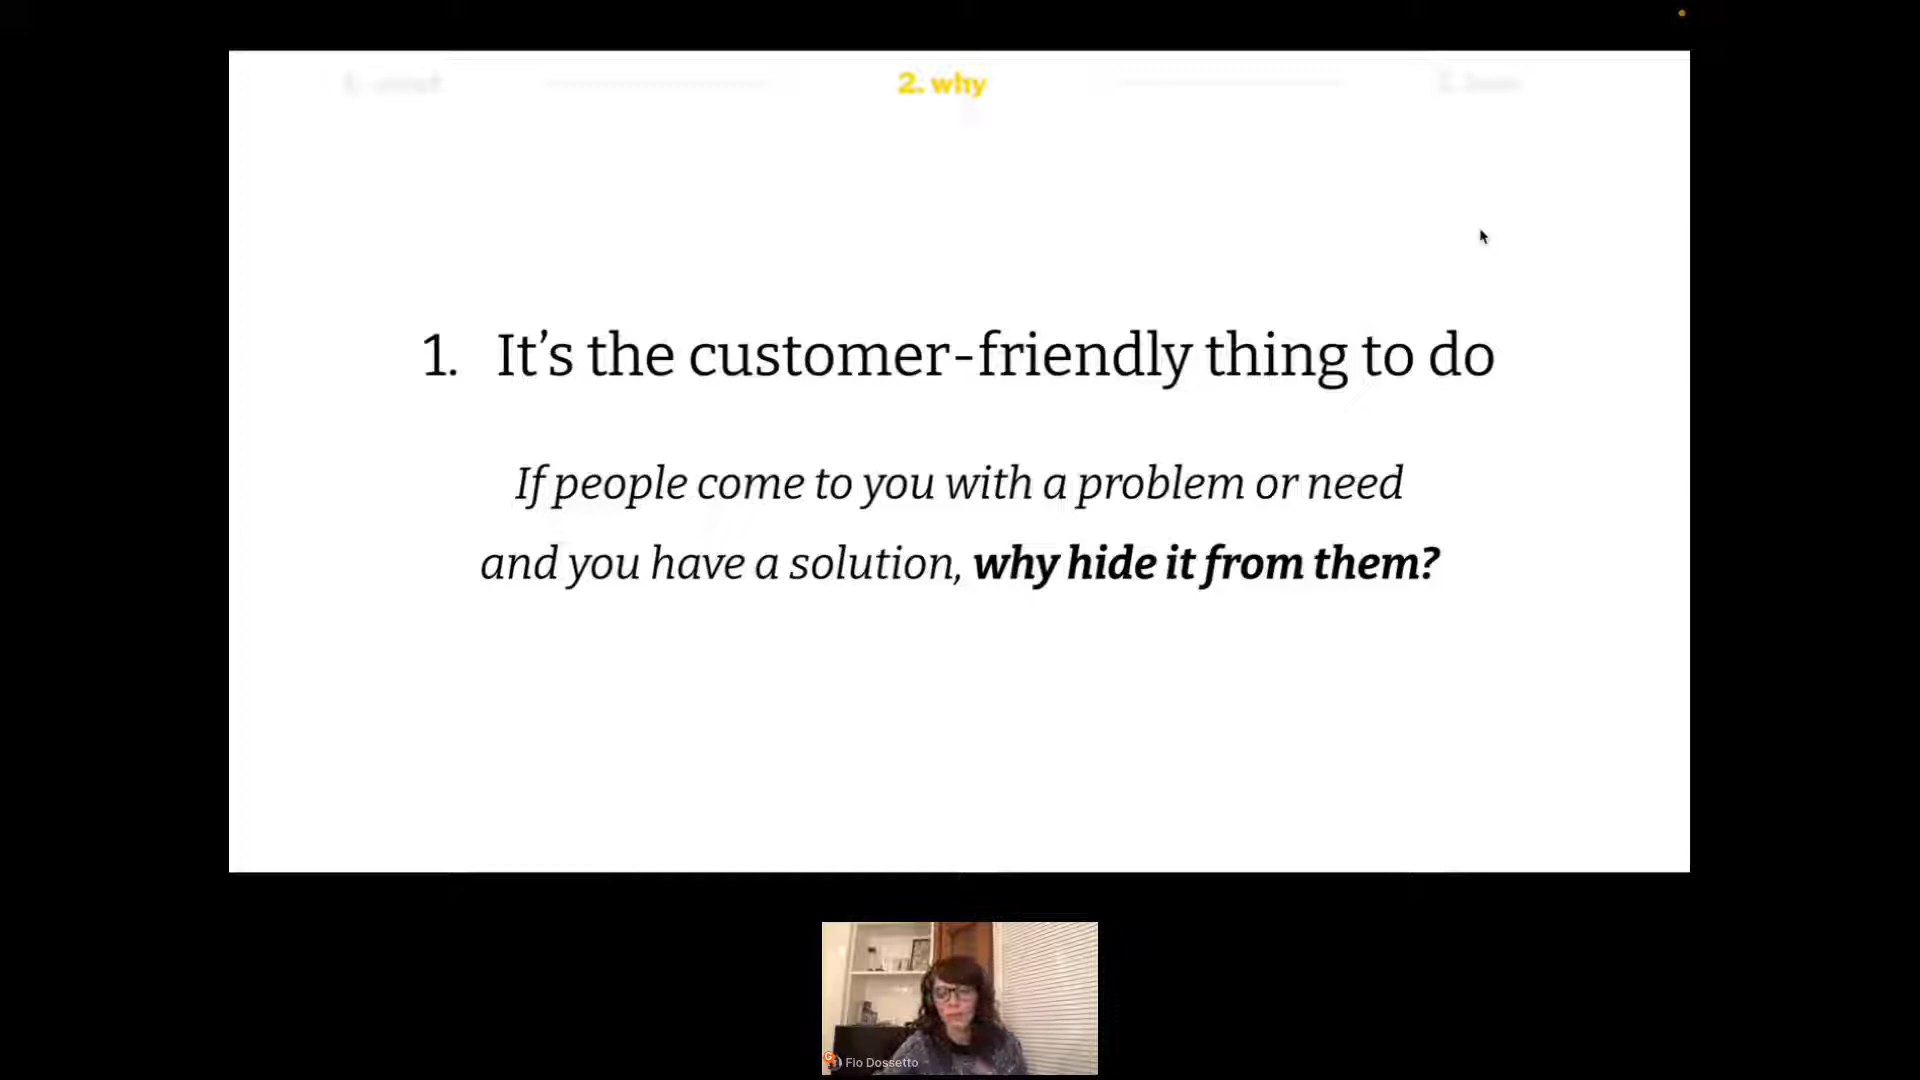 2. why
1. It’s the customer-friendly thing to do
If people come to you with a problem or need
and you have a solution, why hide it from them?
Flo Dossetto